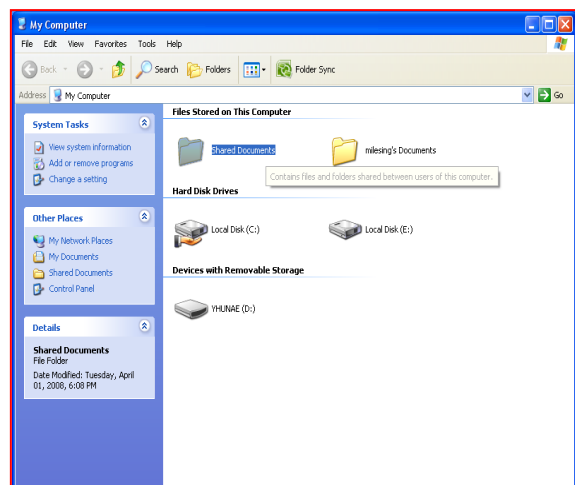 My Computer
File Edit View Favorites Tools Help
Back Search Folders Folder Sync
Address My Computer Go
System Tasks
View system information
Add or remove programs
Change a setting
Other Places
My Network Places
My Documents
Shared Documents
Control Panel
Details
Shared Documents
File Folder
Date Modified: Tuesday, April
01, 2008, 6:08 PM
Files Stored on This Computer
Shared Documents milesing's Documents
Contains files and folders shared between users of this computer.
Hard Disk Drives
Local Disk (C:) Local Disk (E:)
Devices with Removable Storage
YHUNAE (D:)